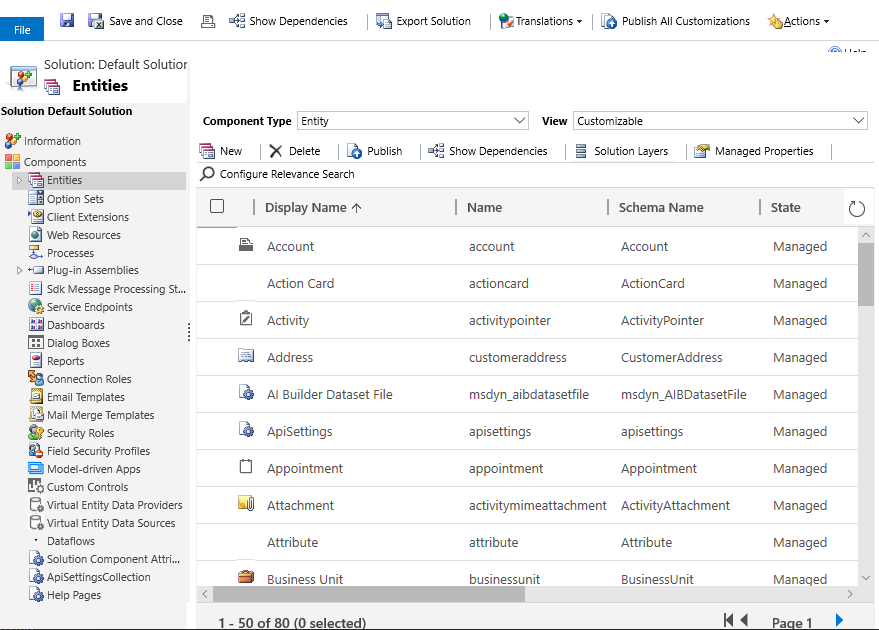 File
Save and Close
Show Dependencies
Export Solution
Translations
Publish All Customizations
Actions
Help
Solution: Default Solution
Entities
Solution Default Solution
Information
Components
Entities
Option Sets
Client Extensions
Web Resources
Processes
Plug-in Assemblies
Sdk Message Processing St...
Service Endpoints
Dashboards
Dialog Boxes
Reports
Connection Roles
Email Templates
Mail Merge Templates
Security Roles
Field Security Profiles
Model-driven Apps
Custom Controls
Virtual Entity Data Providers
Virtual Entity Data Sources
Dataflows
Solution Component Attri...
ApiSettingsCollection
Help Pages
Component Type Entity View Customizable
New Delete Publish Show Dependencies Solution Layers Managed Properties
Configure Relevance Search
Display Name Name Schema Name State
Account account Account Managed
Action Card actioncard ActionCard Managed
Activity activitypointer ActivityPointer Managed
Address customeraddress CustomerAddress Managed
AI Builder Dataset File msdyn_aibdatasetfile msdyn_AIBDatasetFile Managed
ApiSettings apisettings apisettings Managed
Appointment appointment Appointment Managed
Attachment activitymimeattachment ActivityAttachment Managed
Attribute attribute Attribute Managed
Business Unit businessunit BusinessUnit Managed
1 - 50 of 80 (0 selected) Page 1